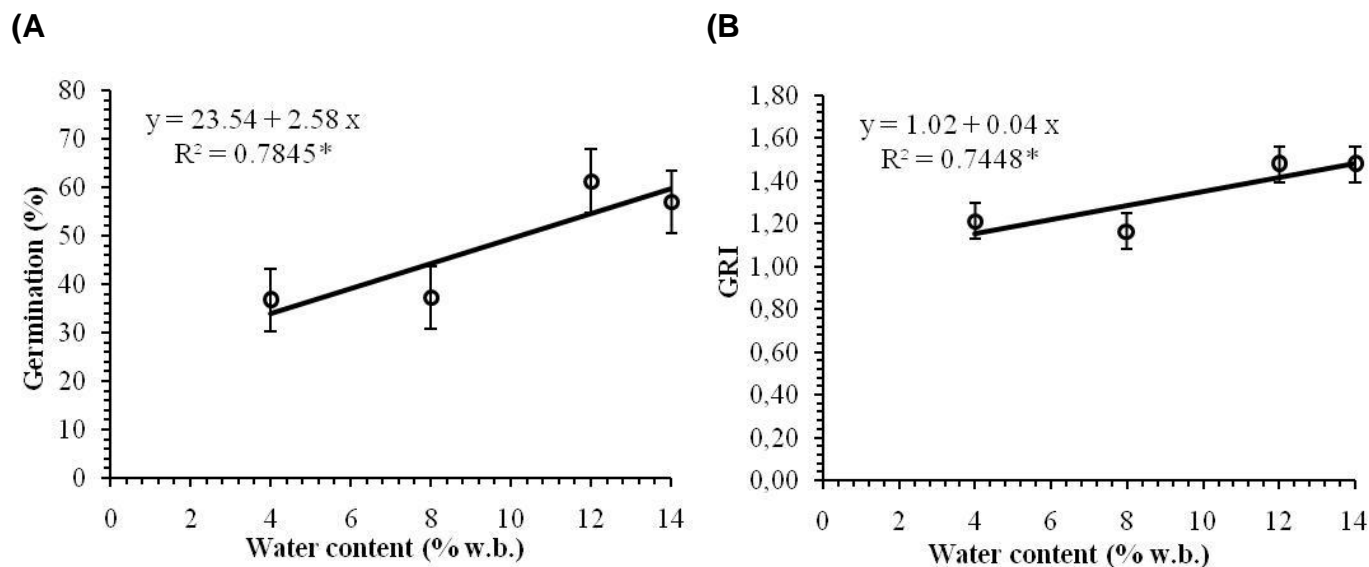 (A
(B
80
70
60
50
40
30
20
10
0
Germination (%)
y = 23.54 + 2.58 x
R² = 0.7845*
0 2 4 6 8 10 12 14
Water content (% w.b.)
1,80
1,60
1,40
1,20
1,00
0,80
0,60
0,40
0,20
0,00
GRI
y = 1.02 + 0.04 x
R² = 0.7448*
0 2 4 6 8 10 12 14
Water content (% w.b.)